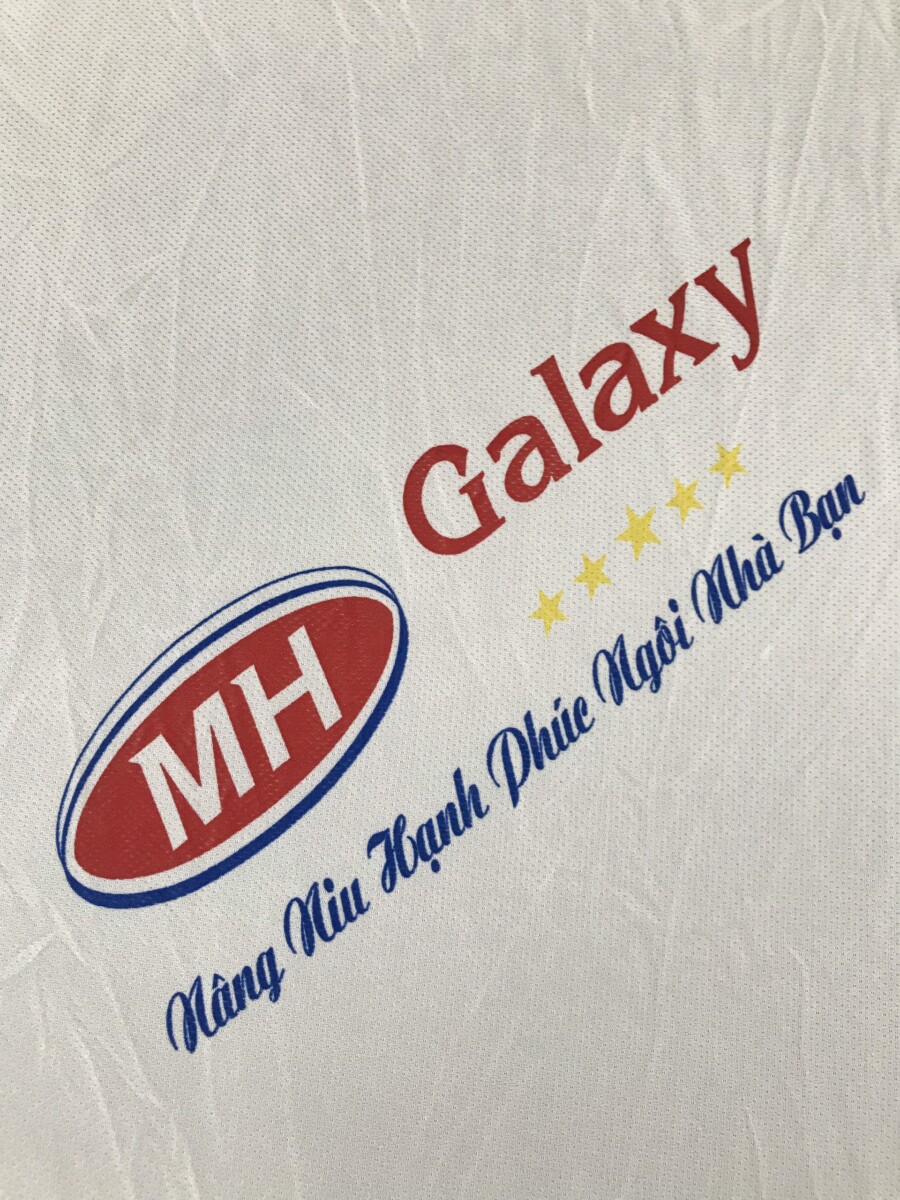 Galaxy
MH
Nâng Niu Hạnh Phúc Ngôi Nhà Bạn